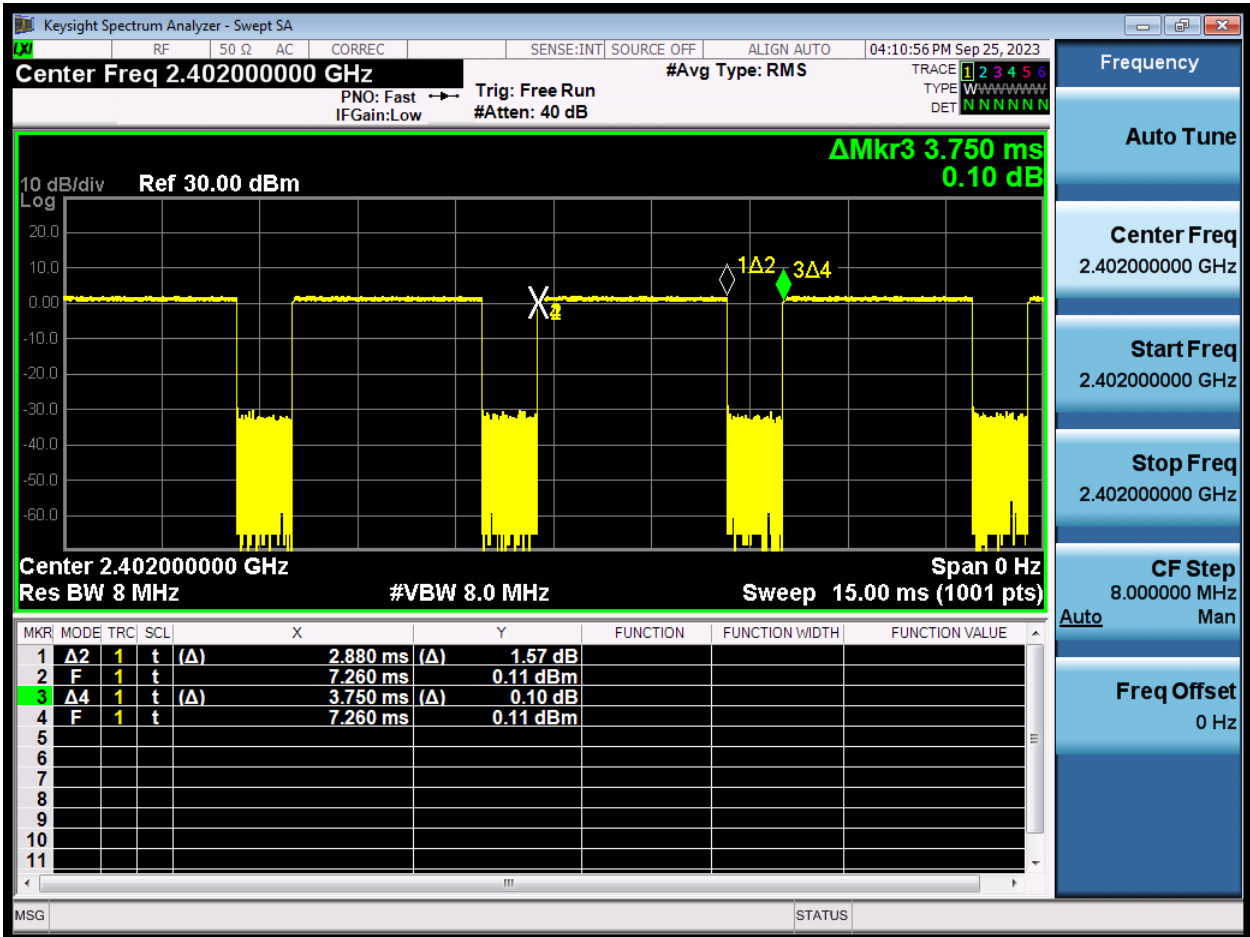 Keysight Spectrum Analyzer - Swept SA
LXI RF 50 Ω AC CORREC SENSE:INT SOURCE OFF ALIGN AUTO 04:10:56 PM Sep 25, 2023
Center Freq 2.402000000 GHz
PNO: Fast
IFGain:Low
Trig: Free Run
#Atten: 40 dB
#Avg Type: RMS
TRACE 1 2 3 4 5 6
TYPE WWWWWW
DET N N N N N N
Frequency
Auto Tune
Center Freq
2.402000000 GHz
Start Freq
2.402000000 GHz
Stop Freq
2.402000000 GHz
CF Step
8.000000 MHz
Auto Man
Freq Offset
0 Hz
ΔMkr3 3.750 ms
0.10 dB
10 dB/div Ref 30.00 dBm
Log
20.0
10.0
0.00
-10.0
-20.0
-30.0
-40.0
-50.0
-60.0
1Δ2
3Δ4
Center 2.402000000 GHz Span 0 Hz
Res BW 8 MHz #VBW 8.0 MHz Sweep 15.00 ms (1001 pts)
MKR MODE TRC SCL X Y FUNCTION FUNCTION WIDTH FUNCTION VALUE
1 Δ2 1 t (Δ) 2.880 ms (Δ) 1.57 dB
2 F 1 t 7.260 ms 0.11 dBm
3 Δ4 1 t (Δ) 3.750 ms (Δ) 0.10 dB
4 F 1 t 7.260 ms 0.11 dBm
5
6
7
8
9
10
11
MSG STATUS